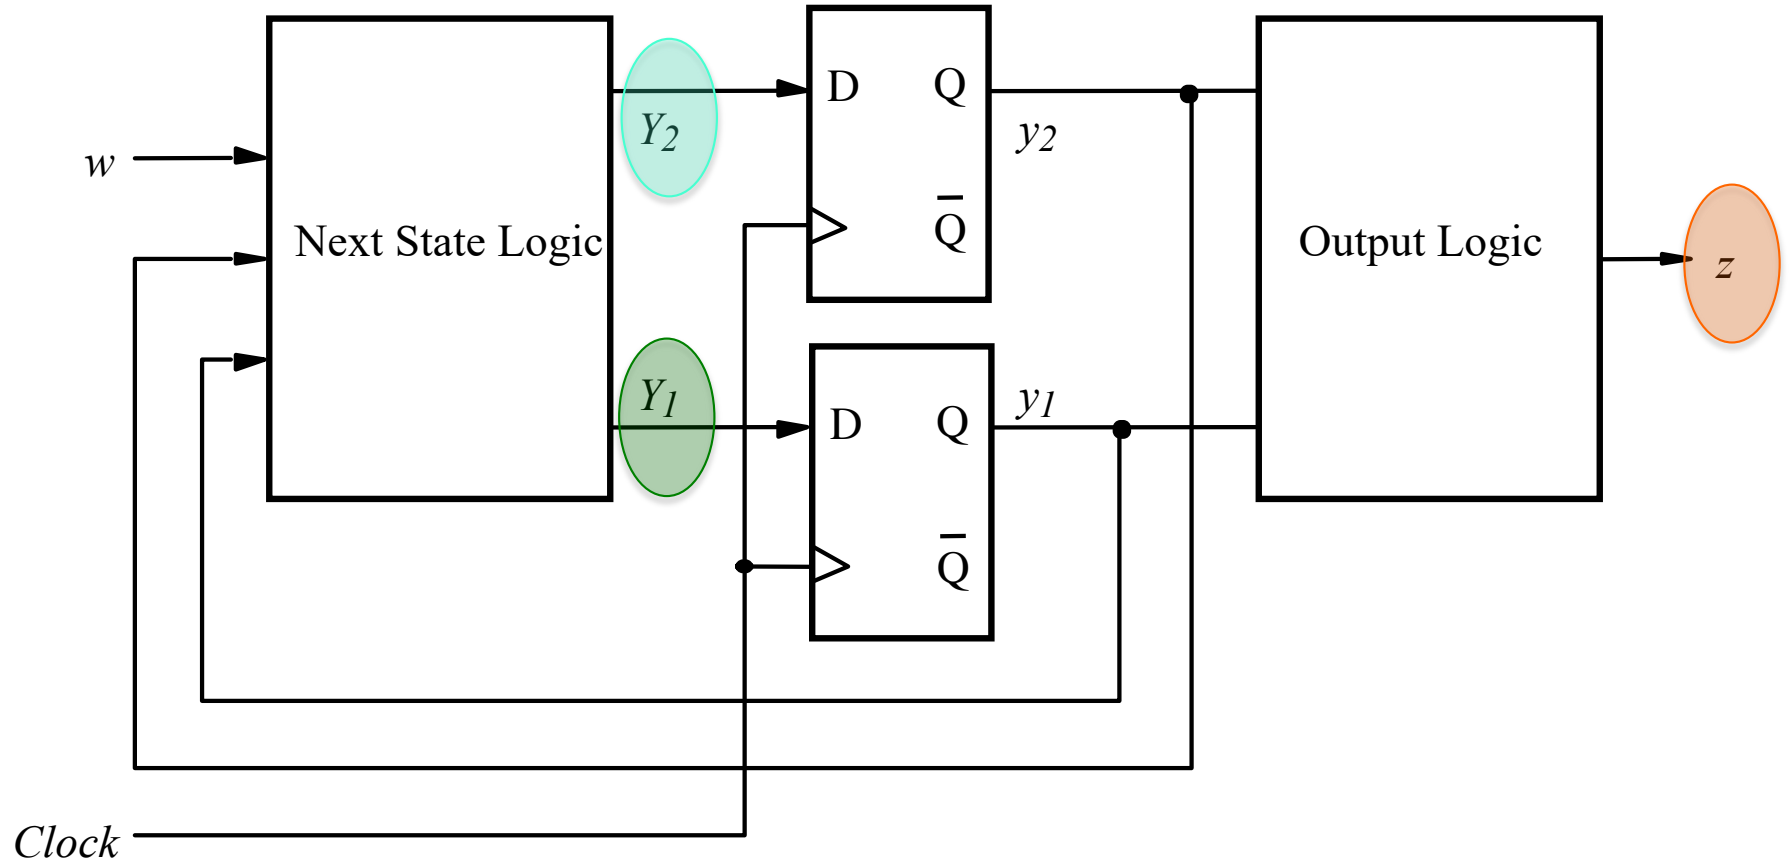 w
Next State Logic
Y2
Y1
D Q
Q̅
y2
D Q
Q̅
y1
Output Logic
z
Clock